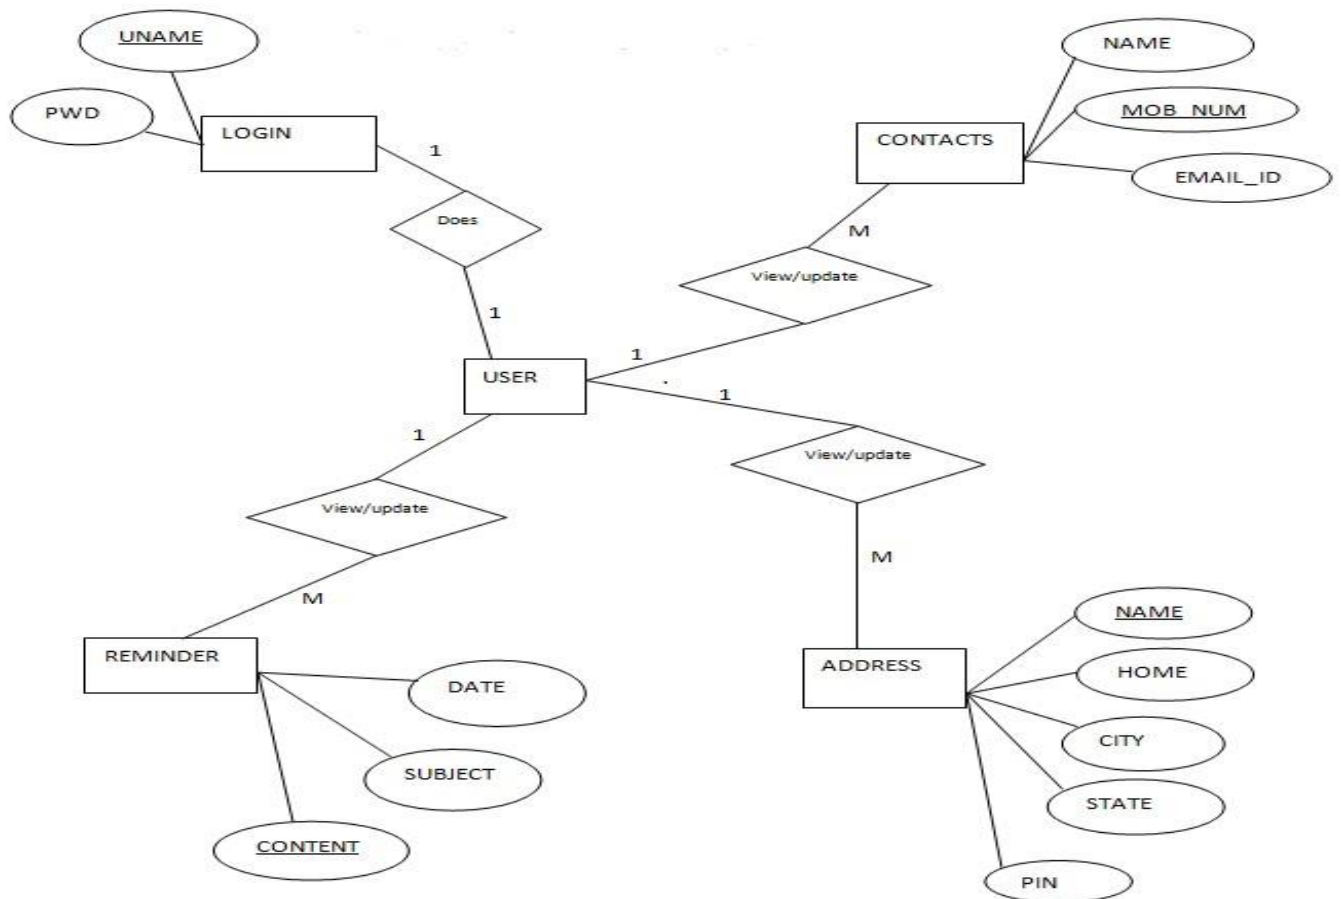 UNAME
NAME
PWD
MOB_NUM
LOGIN
CONTACTS
1
EMAIL_ID
Does
M
View/update
1
1
USER
1
1
View/update
View/update
M
M
NAME
REMINDER
ADDRESS
HOME
DATE
CITY
SUBJECT
STATE
CONTENT
PIN